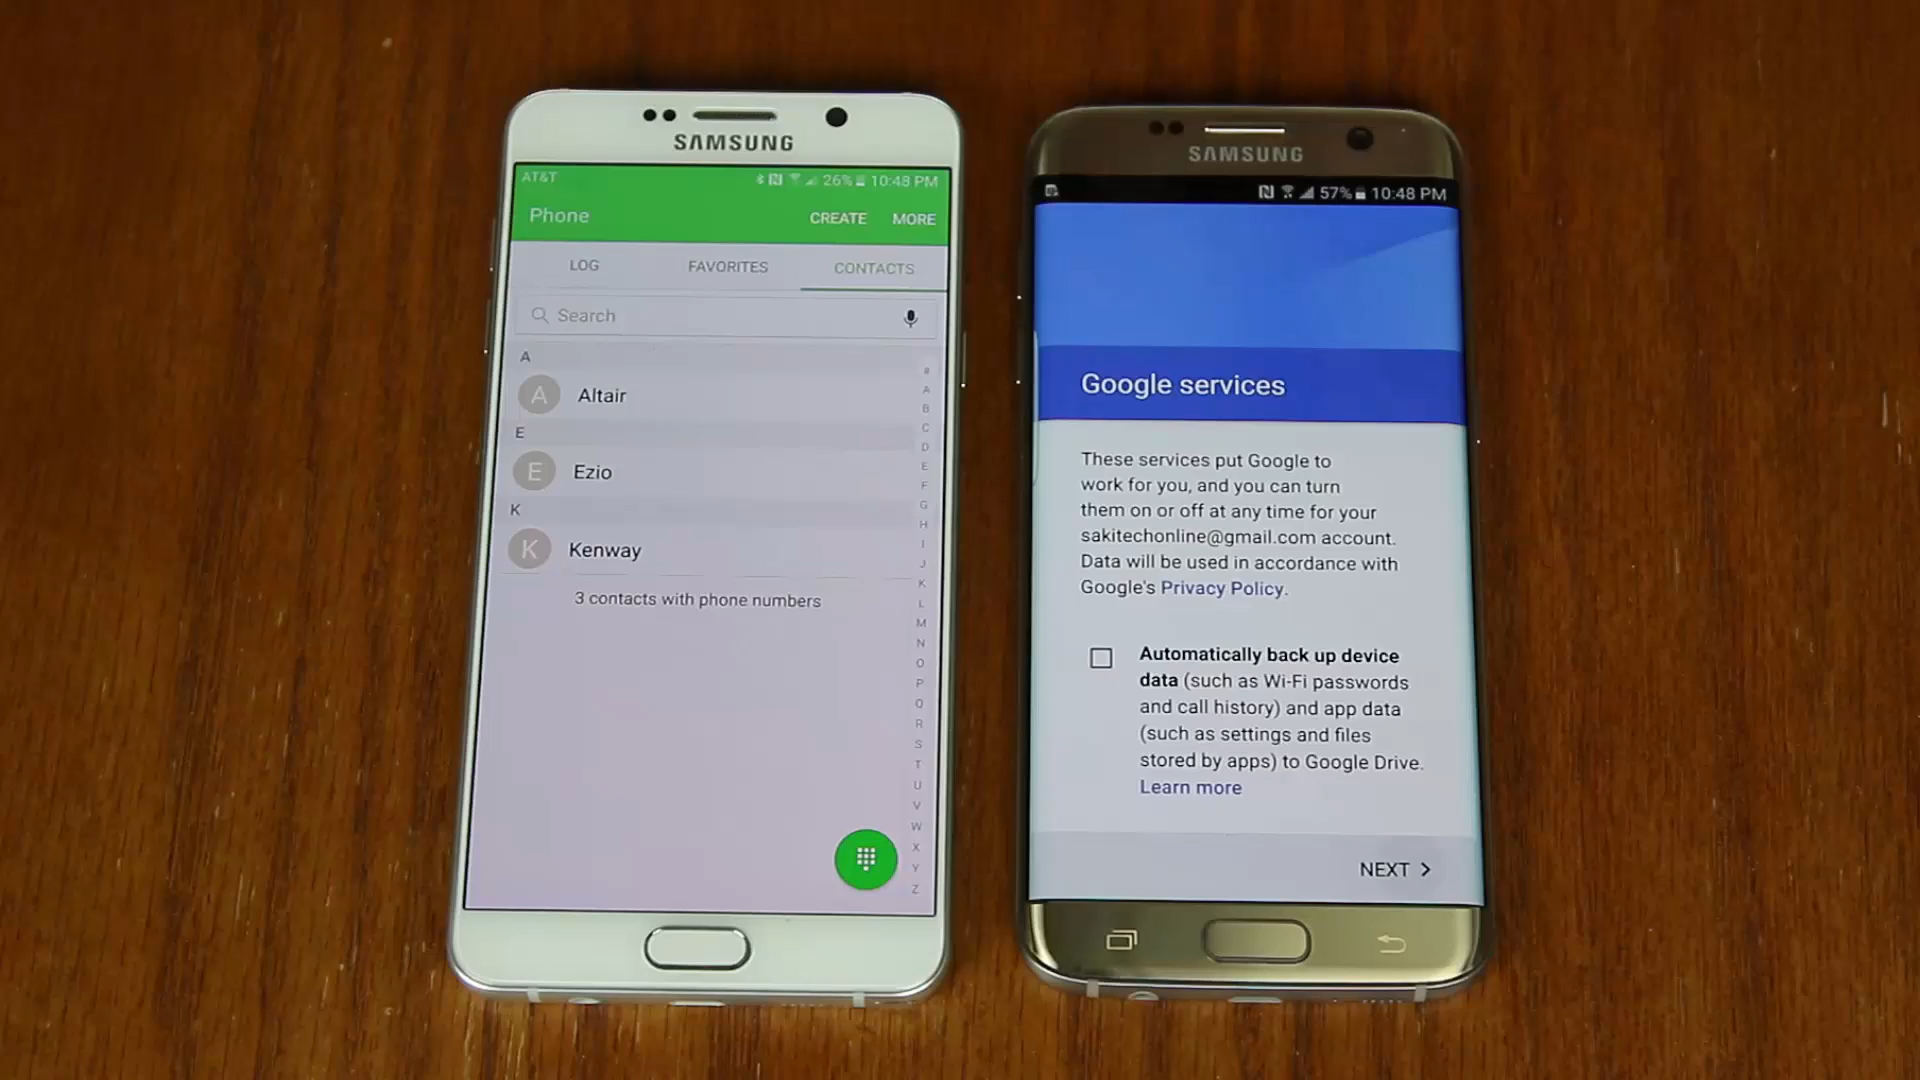 SAMSUNG
AT&T
26% 10:48 PM
Phone
CREATE
MORE
LOG
FAVORITES
CONTACTS
Search
A
A Altair
E
E Ezio
K
K Kenway
3 contacts with phone numbers
#
A
B
C
D
E
F
G
H
I
J
K
L
M
N
O
P
Q
R
S
T
U
V
W
X
Y
Z
SAMSUNG
57% 10:48 PM
Google services
These services put Google to
work for you, and you can turn
them on or off at any time for your
sakitechonline@gmail.com account.
Data will be used in accordance with
Google's Privacy Policy.
Automatically back up device
data (such as Wi-Fi passwords
and call history) and app data
(such as settings and files
stored by apps) to Google Drive.
Learn more
NEXT >